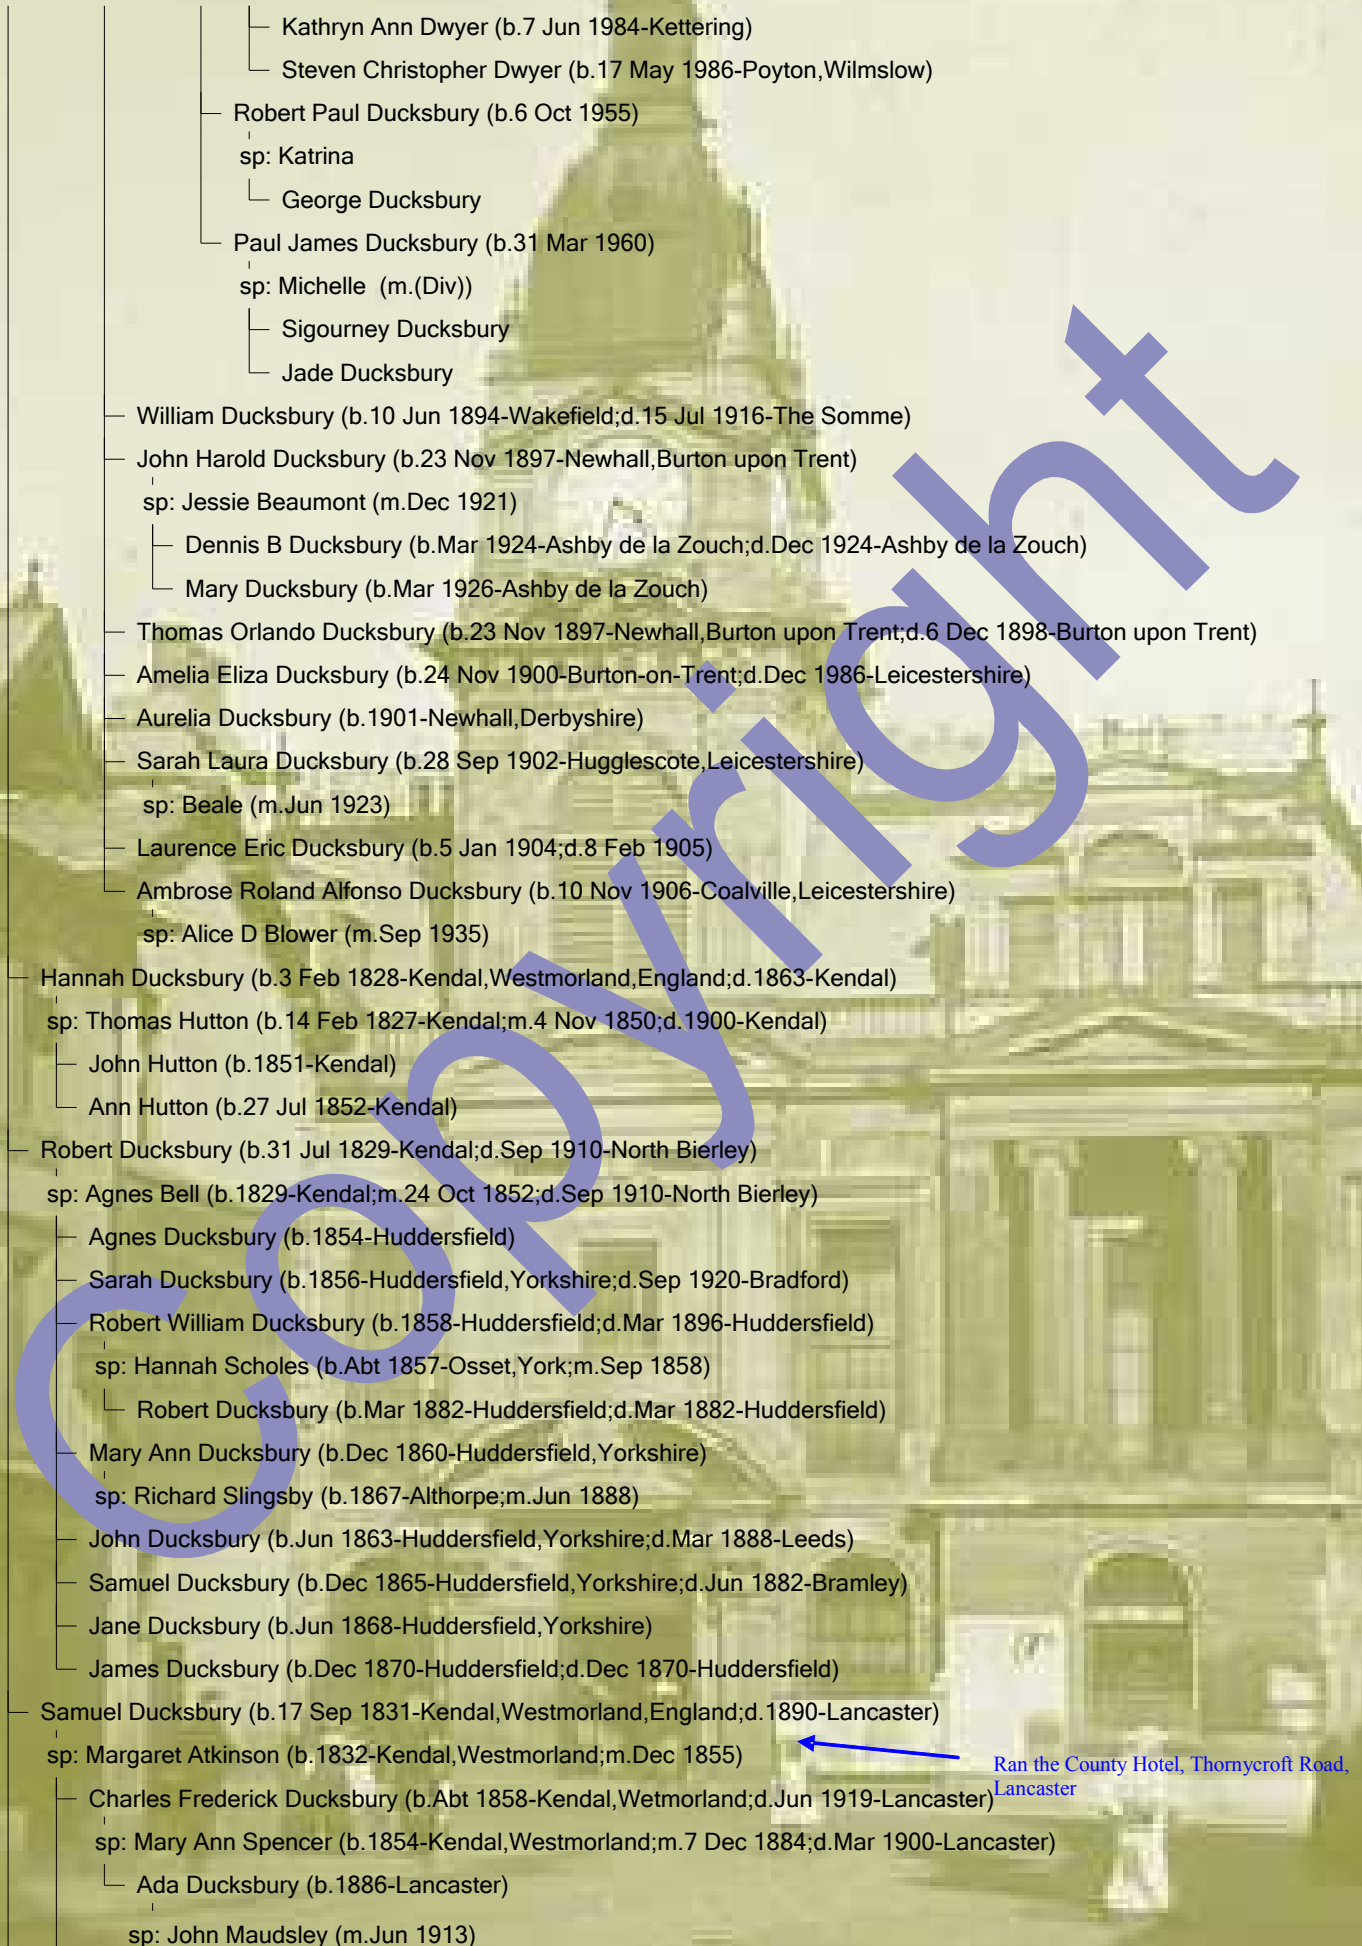 Kathryn Ann Dwyer (b.7 Jun 1984-Kettering)
Steven Christopher Dwyer (b.17 May 1986-Poyton,Wilmslow)
Robert Paul Ducksbury (b.6 Oct 1955)
sp: Katrina
George Ducksbury
Paul James Ducksbury (b.31 Mar 1960)
sp: Michelle (m.(Div))
Sigourney Ducksbury
Jade Ducksbury
William Ducksbury (b.10 Jun 1894-Wakefield;d.15 Jul 1916-The Somme)
John Harold Ducksbury (b.23 Nov 1897-Newhall,Burton upon Trent)
sp: Jessie Beaumont (m.Dec 1921)
Dennis B Ducksbury (b.Mar 1924-Ashby de la Zouch;d.Dec 1924-Ashby de la Zouch)
Mary Ducksbury (b.Mar 1926-Ashby de la Zouch)
Thomas Orlando Ducksbury (b.23 Nov 1897-Newhall,Burton upon Trent;d.6 Dec 1898-Burton upon Trent)
Amelia Eliza Ducksbury (b.24 Nov 1900-Burton-on-Trent;d.Dec 1986-Leicestershire)
Aurelia Ducksbury (b.1901-Newhall,Derbyshire)
Sarah Laura Ducksbury (b.28 Sep 1902-Hugglescote,Leicestershire)
sp: Beale (m.Jun 1923)
Laurence Eric Ducksbury (b.5 Jan 1904;d.8 Feb 1905)
Ambrose Roland Alfonso Ducksbury (b.10 Nov 1906-Coalville,Leicestershire)
sp: Alice D Blower (m.Sep 1935)
Hannah Ducksbury (b.3 Feb 1828-Kendal,Westmorland,England;d.1863-Kendal)
sp: Thomas Hutton (b.14 Feb 1827-Kendal;m.4 Nov 1850;d.1900-Kendal)
John Hutton (b.1851-Kendal)
Ann Hutton (b.27 Jul 1852-Kendal)
Robert Ducksbury (b.31 Jul 1829-Kendal;d.Sep 1910-North Bierley)
sp: Agnes Bell (b.1829-Kendal;m.24 Oct 1852;d.Sep 1910-North Bierley)
Agnes Ducksbury (b.1854-Huddersfield)
Sarah Ducksbury (b.1856-Huddersfield,Yorkshire;d.Sep 1920-Bradford)
Robert William Ducksbury (b.1858-Huddersfield;d.Mar 1896-Huddersfield)
sp: Hannah Scholes (b.Abt 1857-Osset,York;m.Sep 1858)
Robert Ducksbury (b.Mar 1882-Huddersfield;d.Mar 1882-Huddersfield)
Mary Ann Ducksbury (b.Dec 1860-Huddersfield,Yorkshire)
sp: Richard Slingsby (b.1867-Althorpe;m.Jun 1888)
John Ducksbury (b.Jun 1863-Huddersfield,Yorkshire;d.Mar 1888-Leeds)
Samuel Ducksbury (b.Dec 1865-Huddersfield,Yorkshire;d.Jun 1882-Bramley)
Jane Ducksbury (b.Jun 1868-Huddersfield,Yorkshire)
James Ducksbury (b.Dec 1870-Huddersfield;d.Dec 1870-Huddersfield)
Samuel Ducksbury (b.17 Sep 1831-Kendal,Westmorland,England;d.1890-Lancaster)
sp: Margaret Atkinson (b.1832-Kendal,Westmorland;m.Dec 1855)
Ran the County Hotel, Thornycroft Road,
Lancaster
Charles Frederick Ducksbury (b.Abt 1858-Kendal,Wetmorland;d.Jun 1919-Lancaster)
sp: Mary Ann Spencer (b.1854-Kendal,Westmorland;m.7 Dec 1884;d.Mar 1900-Lancaster)
Ada Ducksbury (b.1886-Lancaster)
sp: John Maudsley (m.Jun 1913)
Copyright